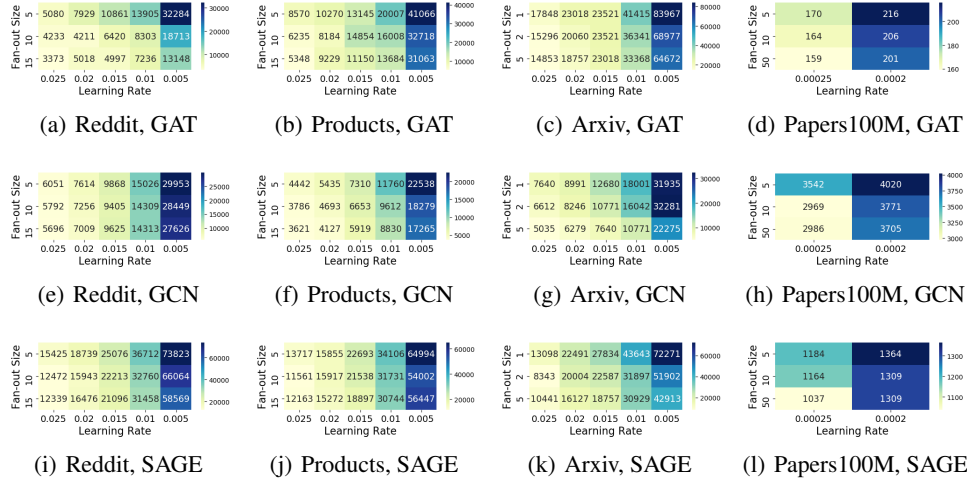 Fan-out Size
5 5080 7929 10861 13905 32284
10 4233 4211 6420 8303 18713
15 3373 5018 4997 7236 13148
0.025 0.02 0.015 0.01 0.005
Learning Rate
30000
20000
10000
(a) Reddit, GAT
5 8570 10270 13145 20007 41066
10 6235 8184 14854 16008 32718
15 5348 9229 11150 13684 31063
0.025 0.02 0.015 0.01 0.005
Learning Rate
40000
30000
20000
10000
(b) Products, GAT
1 17848 23018 23521 41415 83967
2 15296 20060 23521 36341 68977
5 14853 18757 23018 33368 64672
0.025 0.02 0.015 0.01 0.005
Learning Rate
80000
60000
40000
20000
(c) Arxiv, GAT
Fan-out Size
5 170 216
10 164 206
50 159 201
0.00025 0.0002
Learning Rate
200
180
160
(d) Papers100M, GAT
Fan-out Size
5 6051 7614 9868 15026 29953
10 5792 7256 9405 14309 28449
15 5696 7009 9625 14313 27626
0.025 0.02 0.015 0.01 0.005
Learning Rate
25000
20000
15000
10000
(e) Reddit, GCN
5 4442 5435 7310 11760 22538
10 3786 4693 6653 9612 18279
15 3621 4127 5919 8830 17265
0.025 0.02 0.015 0.01 0.005
Learning Rate
20000
15000
10000
5000
(f) Products, GCN
1 7640 8991 12680 18001 31935
2 6612 8246 10771 16042 32281
5 5035 6279 7640 10771 22275
0.025 0.02 0.015 0.01 0.005
Learning Rate
30000
20000
10000
(g) Arxiv, GCN
Fan-out Size
5 3542 4020
10 2969 3771
50 2986 3705
0.00025 0.0002
Learning Rate
4000
3750
3500
3250
3000
(h) Papers100M, GCN
Fan-out Size
5 15425 18739 25076 36712 73823
10 12472 15943 22213 32760 66064
15 12339 16476 21096 31458 58569
0.025 0.02 0.015 0.01 0.005
Learning Rate
60000
40000
20000
(i) Reddit, SAGE
Fan-out Size
5 13717 15855 22693 34106 64994
10 11561 15917 21538 31731 54002
15 12163 15272 18897 30744 56447
0.025 0.02 0.015 0.01 0.005
Learning Rate
60000
40000
20000
(j) Products, SAGE
Fan-out Size
1 13098 22491 27834 43643 72271
2 8343 20004 22587 31897 51902
5 10441 16127 18757 30929 42913
0.025 0.02 0.015 0.01 0.005
Learning Rate
60000
40000
20000
(k) Arxiv, SAGE
Fan-out Size
5 1184 1364
10 1164 1309
50 1037 1309
0.00025 0.0002
Learning Rate
1300
1200
1100
(l) Papers100M, SAGE